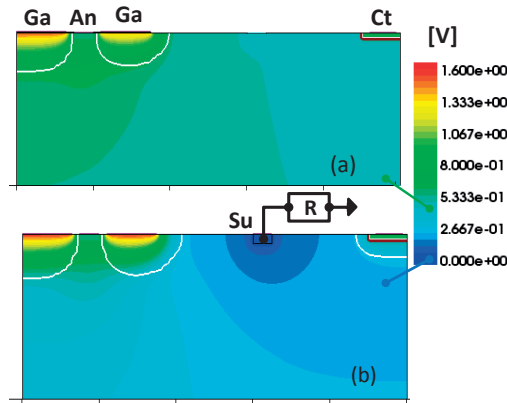 Ga An Ga Ct
[V]
1.600e+00
1.333e+00
1.067e+00
8.000e-01
5.333e-01
2.667e-01
0.000e+00
(a)
Su R
(b)